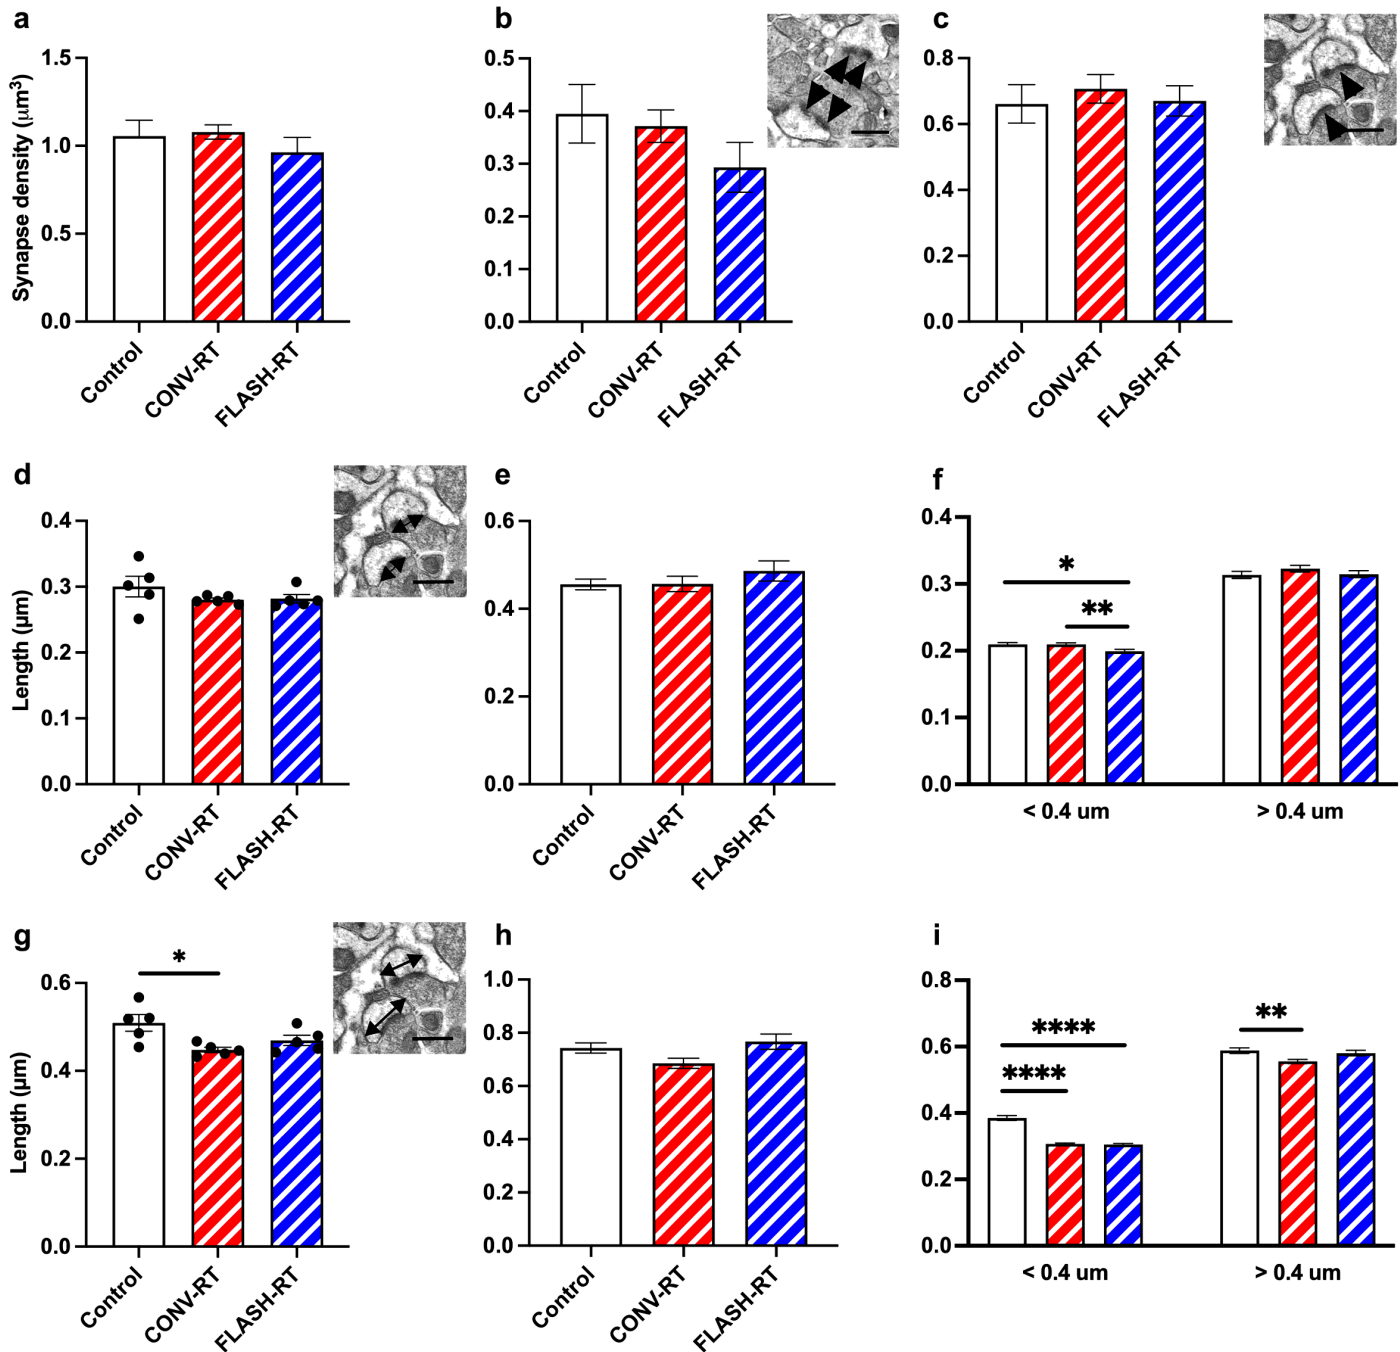 a
Synapse density (μm³)
1.5
1.0
0.5
0.0
Control
CONV-RT
FLASH-RT
b
0.5
0.4
0.3
0.2
0.1
0.0
Control
CONV-RT
FLASH-RT
c
0.8
0.6
0.4
0.2
0.0
Control
CONV-RT
FLASH-RT
d
Length (μm)
0.4
0.3
0.2
0.1
0.0
Control
CONV-RT
FLASH-RT
e
0.6
0.4
0.2
0.0
Control
CONV-RT
FLASH-RT
f
0.4
0.3
0.2
0.1
0.0
*
**
< 0.4 um
> 0.4 um
g
Length (μm)
0.6
0.4
0.2
0.0
*
Control
CONV-RT
FLASH-RT
h
1.0
0.8
0.6
0.4
0.2
0.0
Control
CONV-RT
FLASH-RT
i
0.8
0.6
0.4
0.2
0.0
****
****
**
< 0.4 um
> 0.4 um